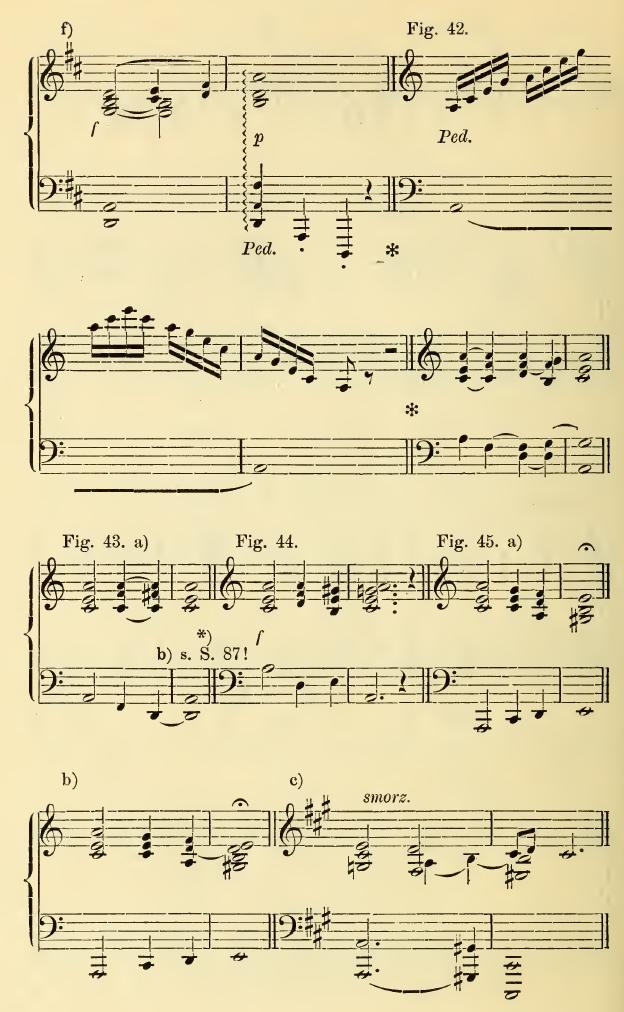 f) Fig. 42.
f p Ped.
Ped. *
*
Fig. 43. a) Fig. 44. Fig. 45. a)
*) f
b) s. S. 87!
b) c)
smorz.